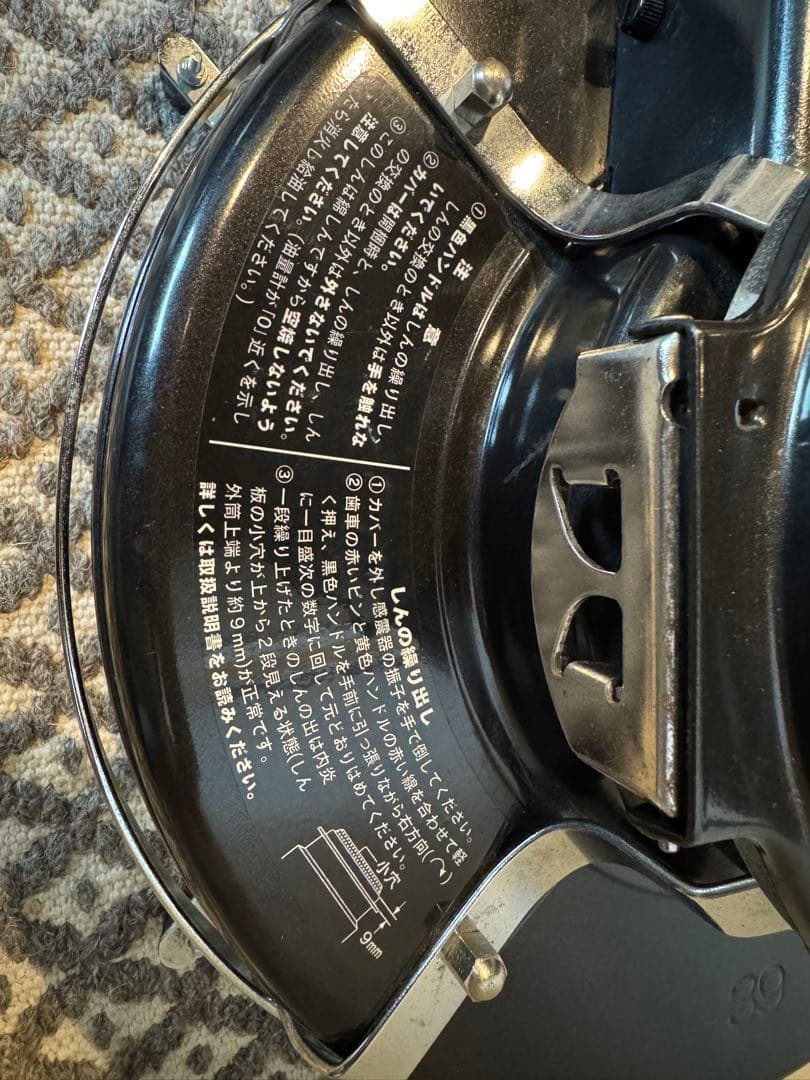 注意
①黒色ハンドルはしんの繰り出し、
しんの交換のとき以外は手を触れな
いでください。
②カバーは開梱時と、しんの繰り出し、しん
の交換のとき以外は外さないでください。
③このしんは綿しんですから空焼しないよう
注意してください。(油量計が「0」近くを示し
たら消火し給油してください。)
しんの繰り出し
①カバーを外し感震器の振子を手で倒してください。
②歯車の赤いピンと黄色ハンドルの赤い線を合わせて軽
く押え、黒色ハンドルを手前に引っ張りながら右方向(↷)
に一目盛次の数字に回して元どおりはめてください。
③一段繰り上げたときのしんの出は内炎
板の小穴が上から2段見える状態(しん
外筒上端より約9mm)が正常です。
詳しくは取扱説明書をお読みください。
小穴
9mm
89